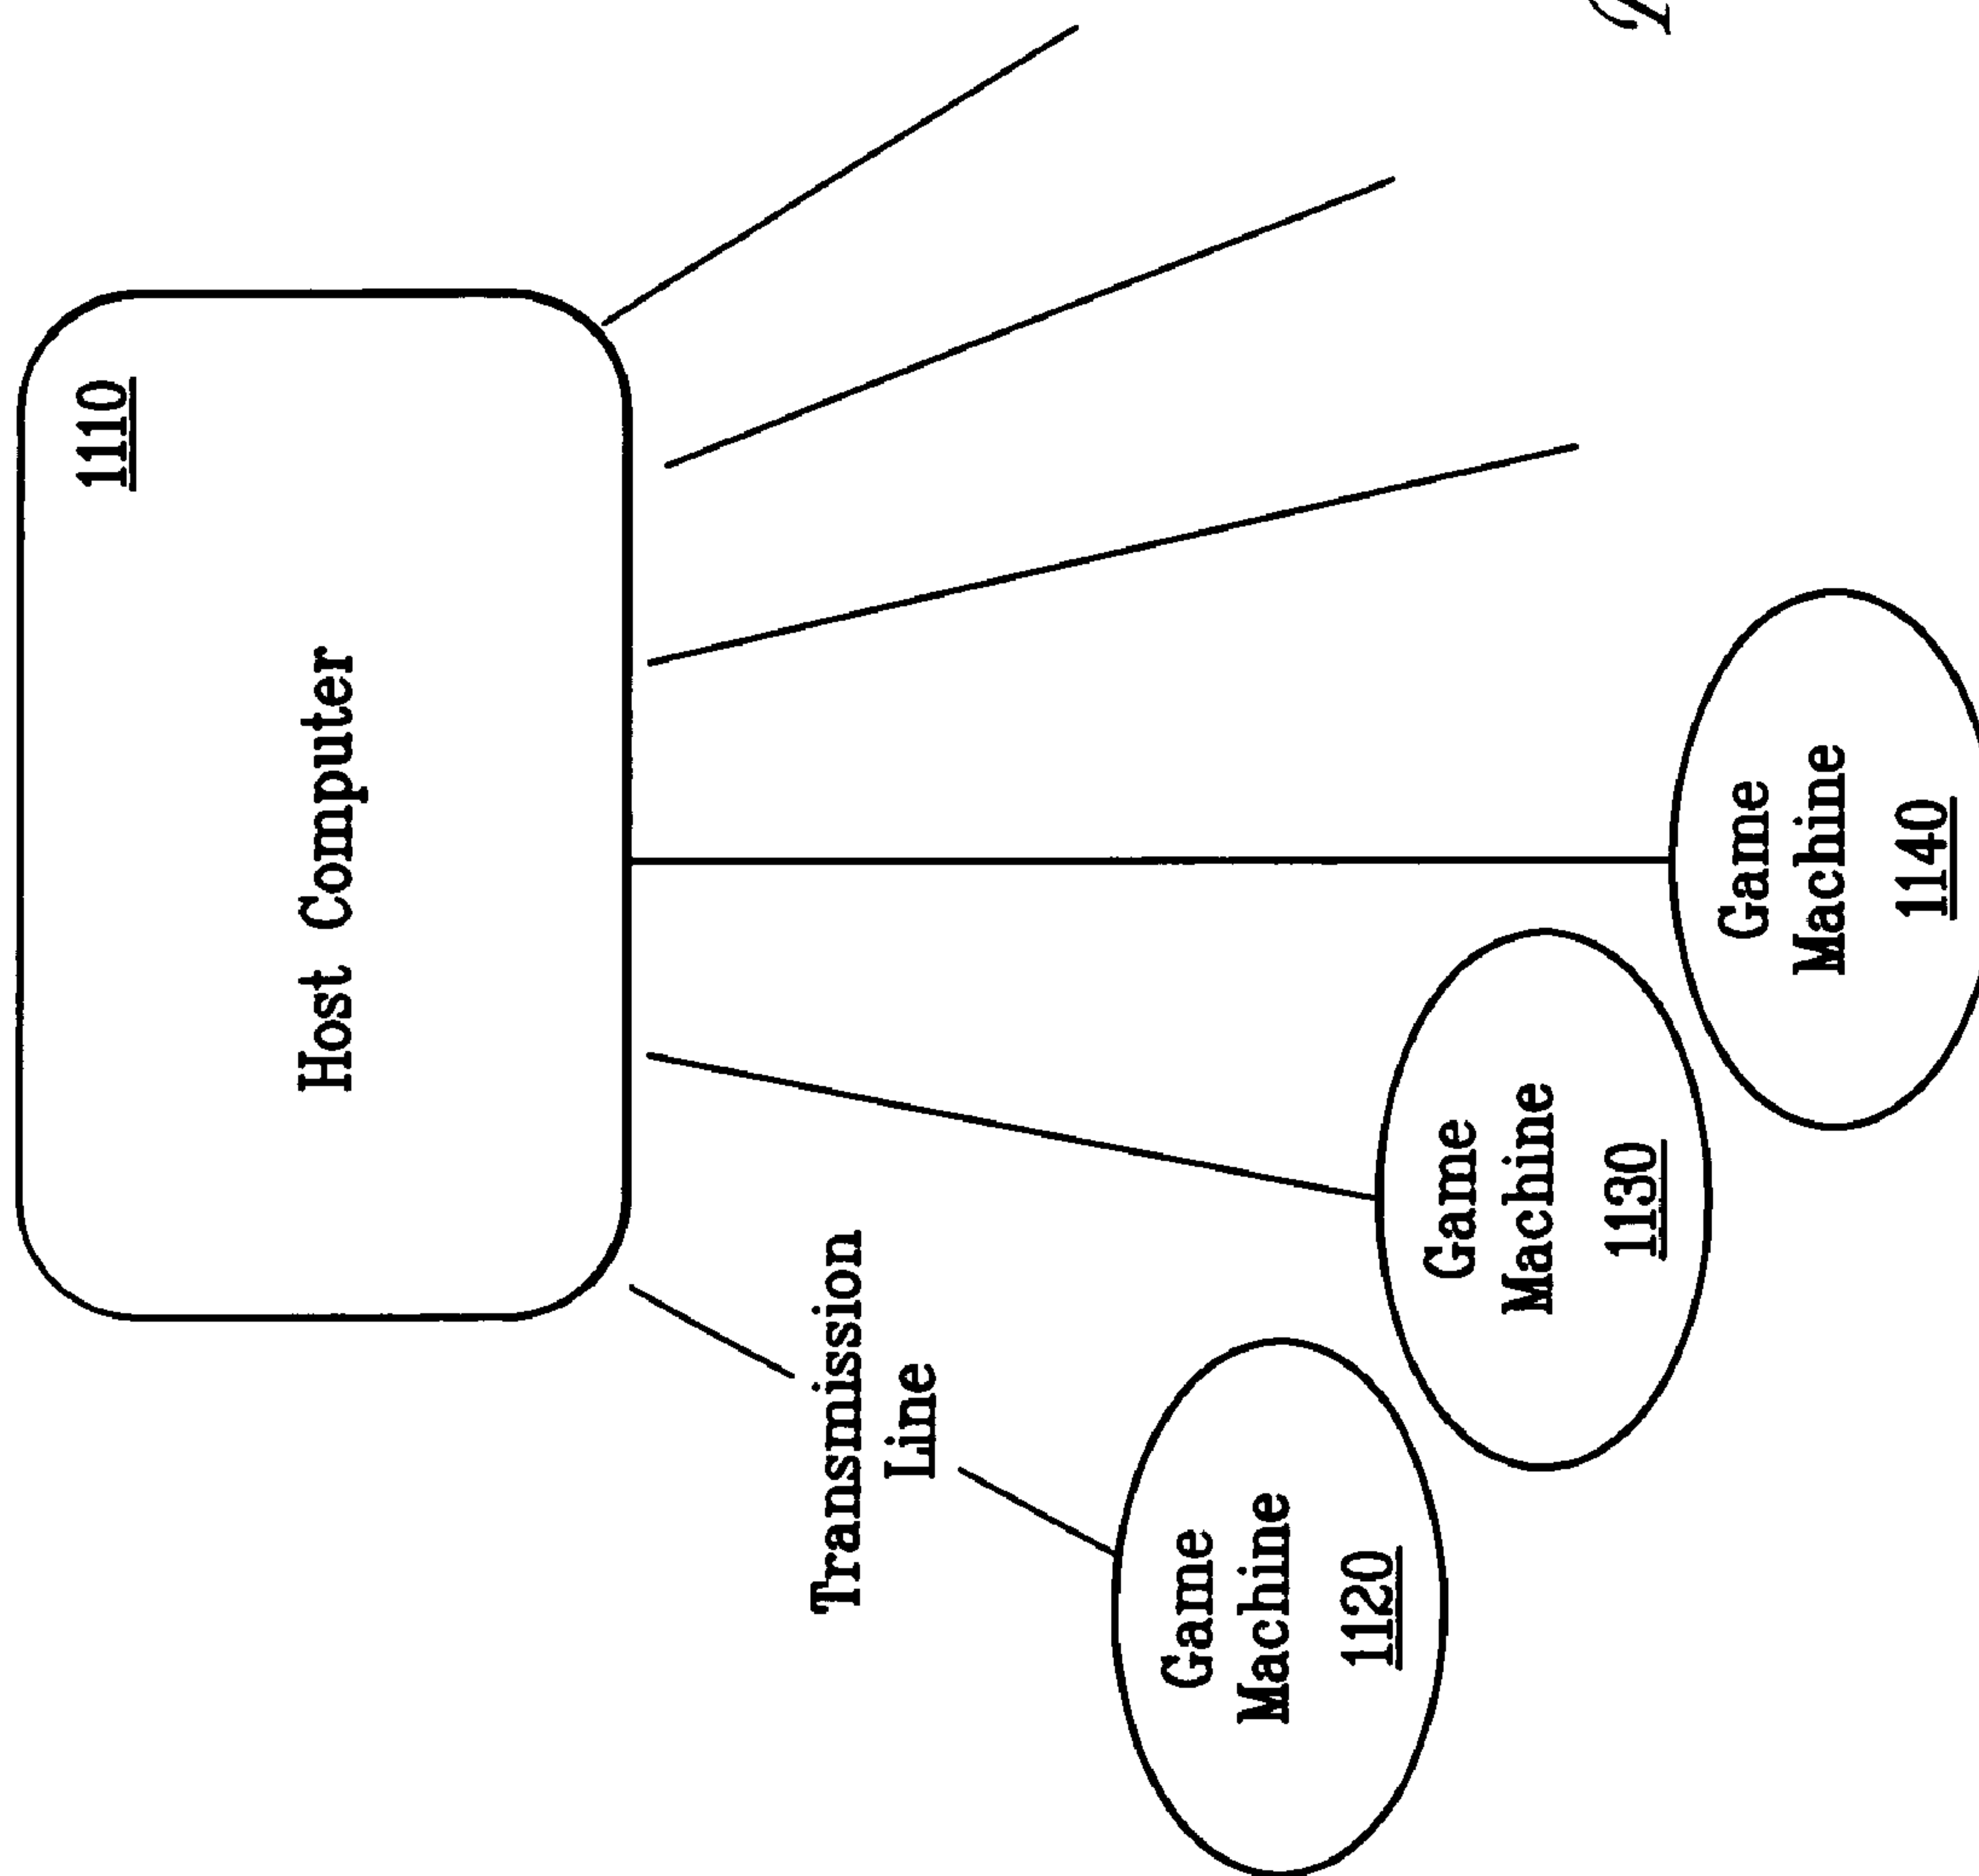 1110
Host Computer
Transmission
Line
Game
Machine
1120
Game
Machine
1130
Game
Machine
1140